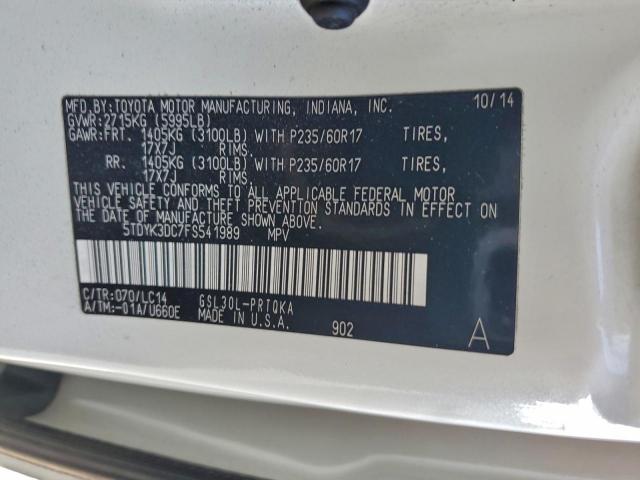 MFD. BY: TOYOTA MOTOR MANUFACTURING, INDIANA, INC. 10/14
GVWR: 2715KG (5995LB)
GAWR: FRT. 1405KG (3100LB) WITH P235/60R17 TIRES,
17X7J RIMS.
RR. 1405KG (3100LB) WITH P235/60R17 TIRES,
17X7J RIMS.
THIS VEHICLE CONFORMS TO ALL APPLICABLE FEDERAL MOTOR
VEHICLE SAFETY AND THEFT PREVENTION STANDARDS IN EFFECT ON
THE DATE OF MANUFACTURE SHOWN ABOVE.
5TDYK3DC7FS541989 MPV
C/TR: 070/LC14 GSL30L-PRTQKA
A/TM: -01A/U660E MADE IN U.S.A. 902 A